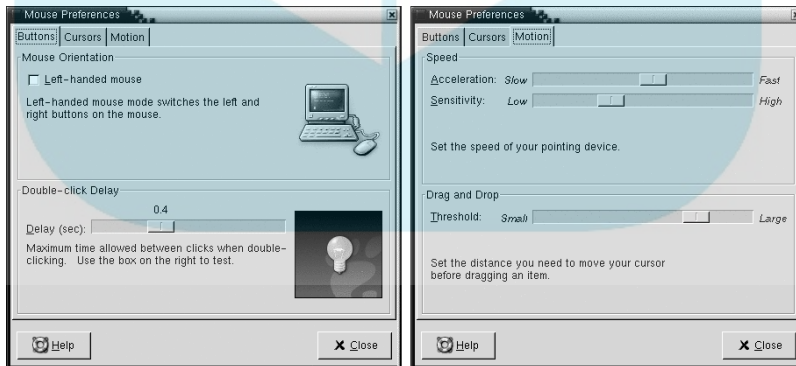 Mouse Preferences
Buttons Cursors Motion
Mouse Orientation
Left-handed mouse
Left-handed mouse mode switches the left and
right buttons on the mouse.
Double-click Delay
0.4
Delay (sec):
Maximum time allowed between clicks when double-
clicking. Use the box on the right to test.
Help
Close
Mouse Preferences
Buttons Cursors Motion
Speed
Acceleration: Slow Fast
Sensitivity: Low High
Set the speed of your pointing device.
Drag and Drop
Threshold: Small Large
Set the distance you need to move your cursor
before dragging an item.
Help
Close